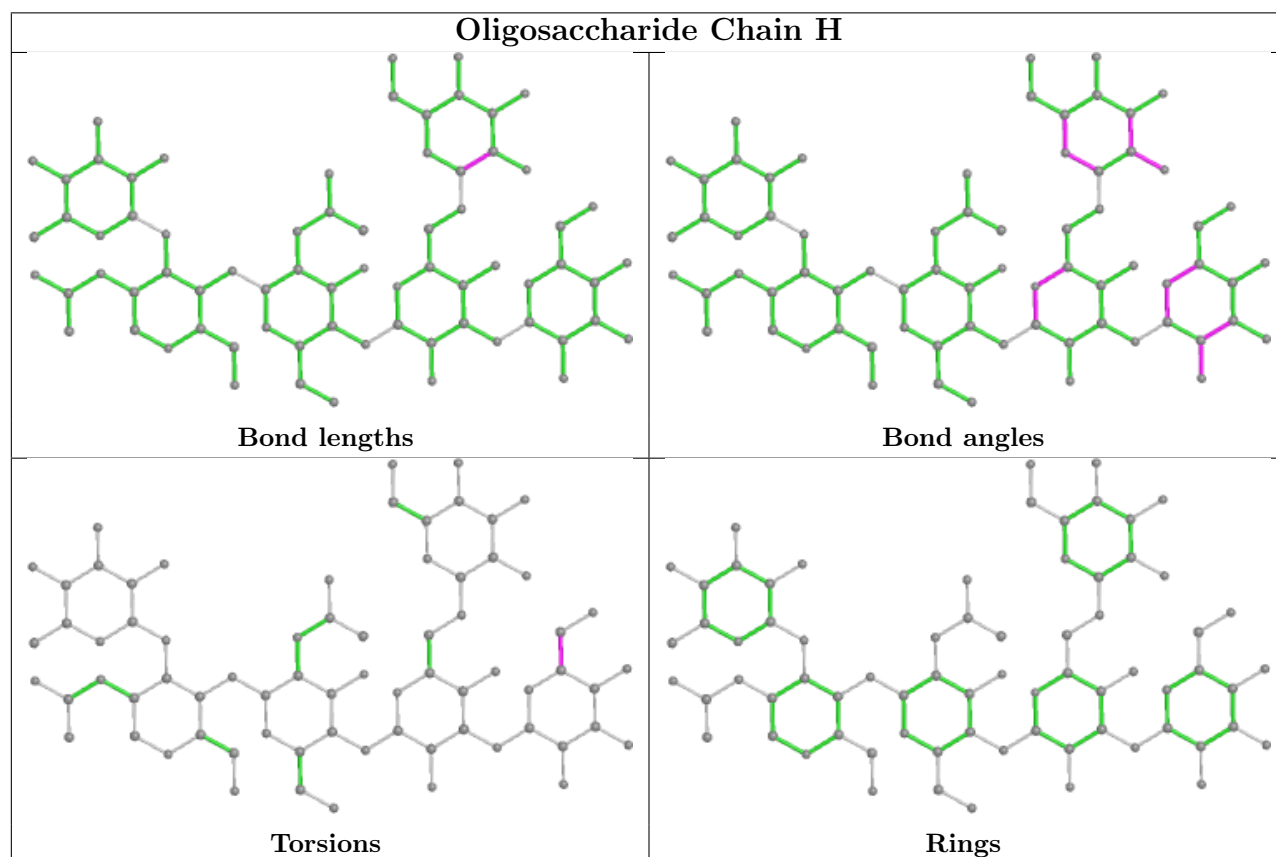 Oligosaccharide Chain H
Bond lengths
Bond angles
Torsions
Rings